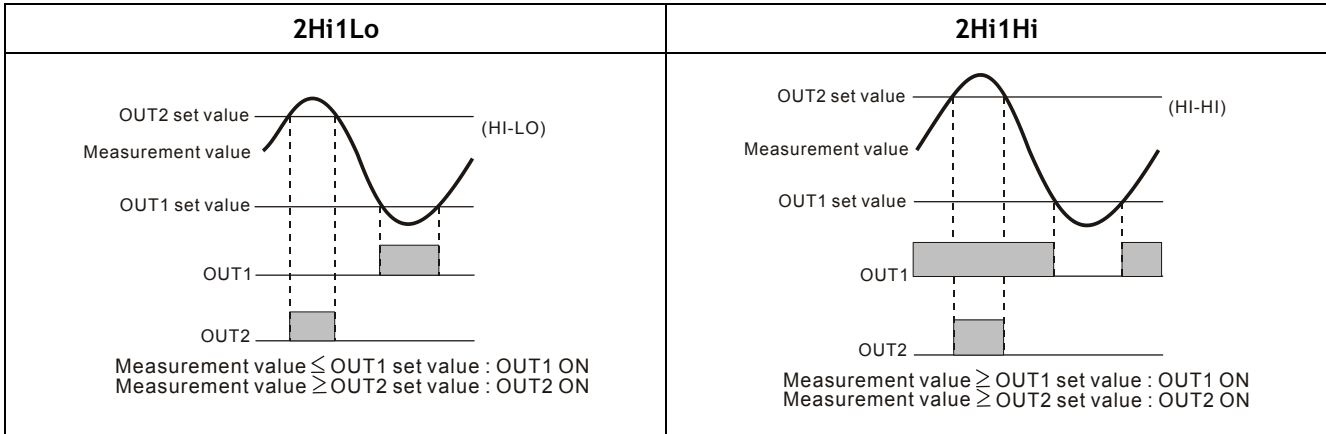 2Hi1Lo
OUT2 set value
(HI-LO)
Measurement value
OUT1 set value
OUT1
OUT2
Measurement value ≤ OUT1 set value : OUT1 ON
Measurement value ≥ OUT2 set value : OUT2 ON
2Hi1Hi
OUT2 set value
(HI-HI)
Measurement value
OUT1 set value
OUT1
OUT2
Measurement value ≥ OUT1 set value : OUT1 ON
Measurement value ≥ OUT2 set value : OUT2 ON